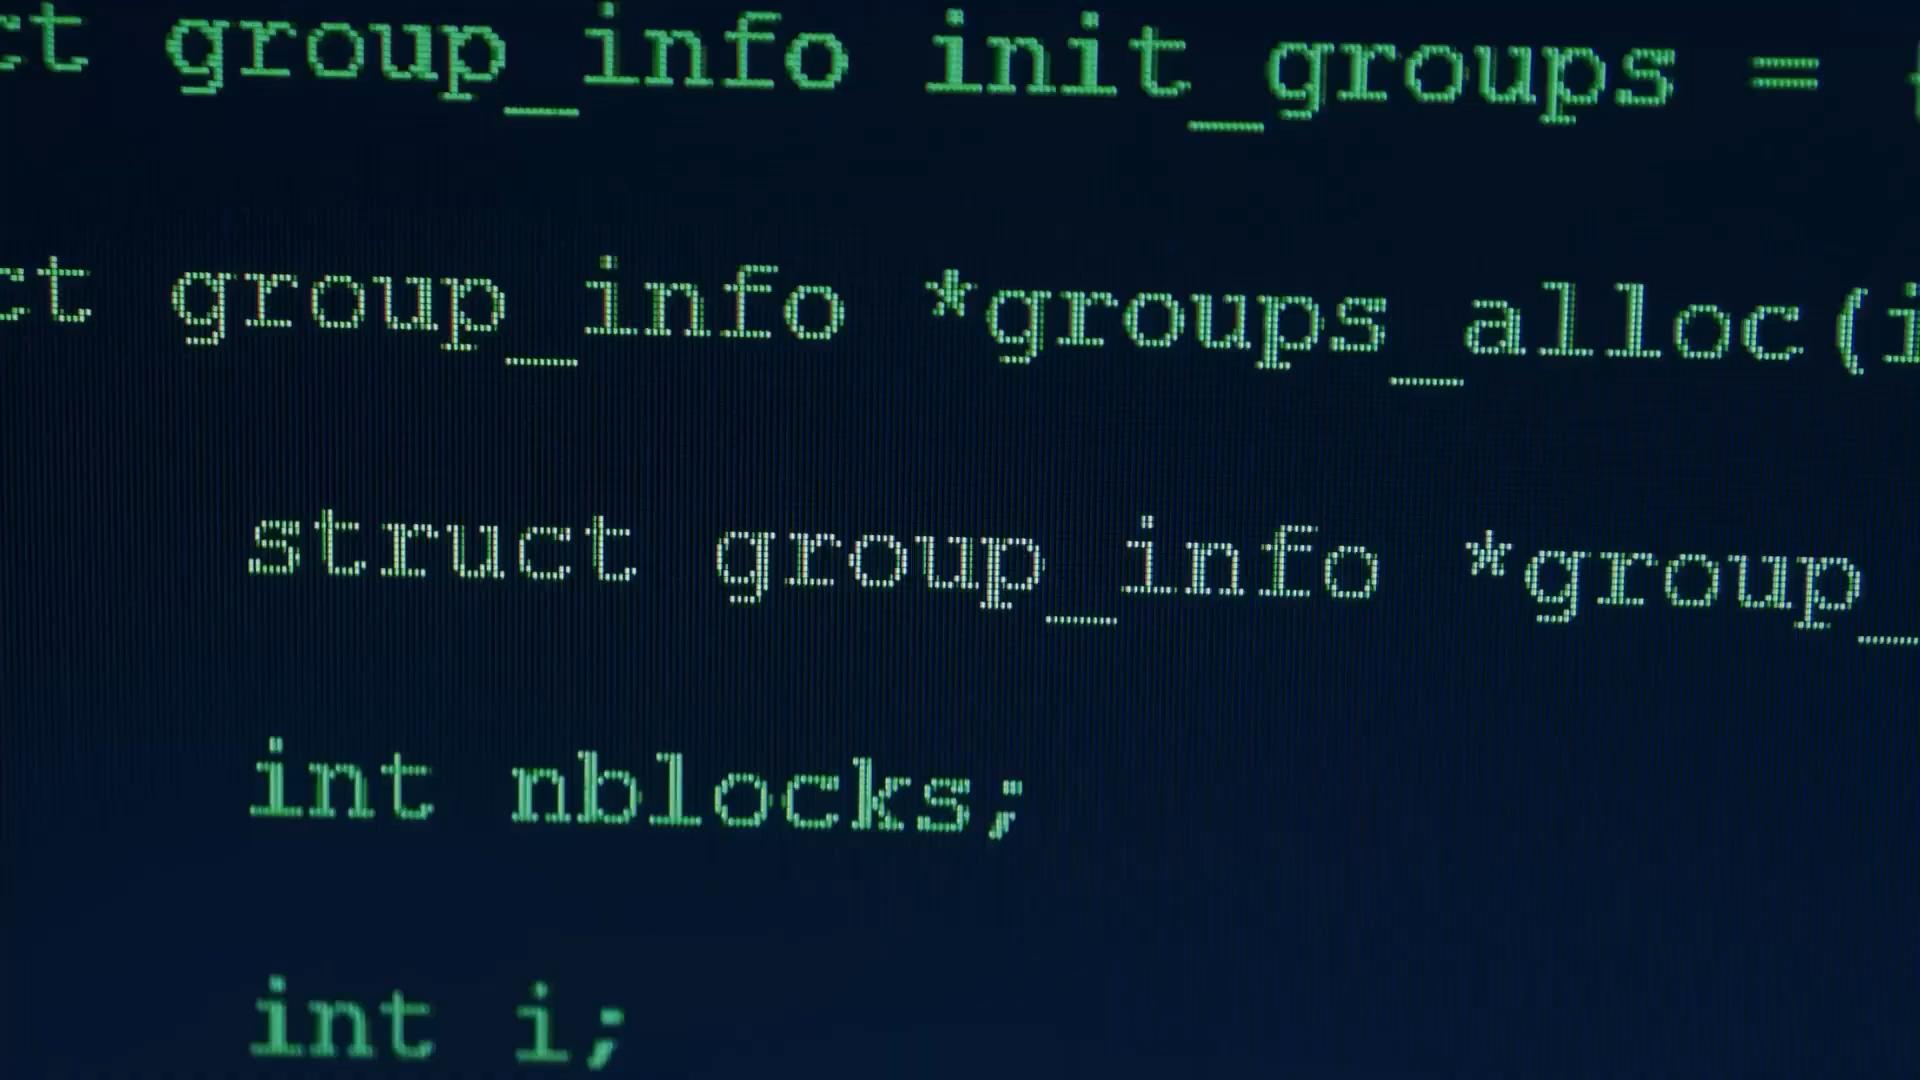 ct group_info init_groups = {
ct group_info *groups_alloc(i
struct group_info *group_
int nblocks;
int i;